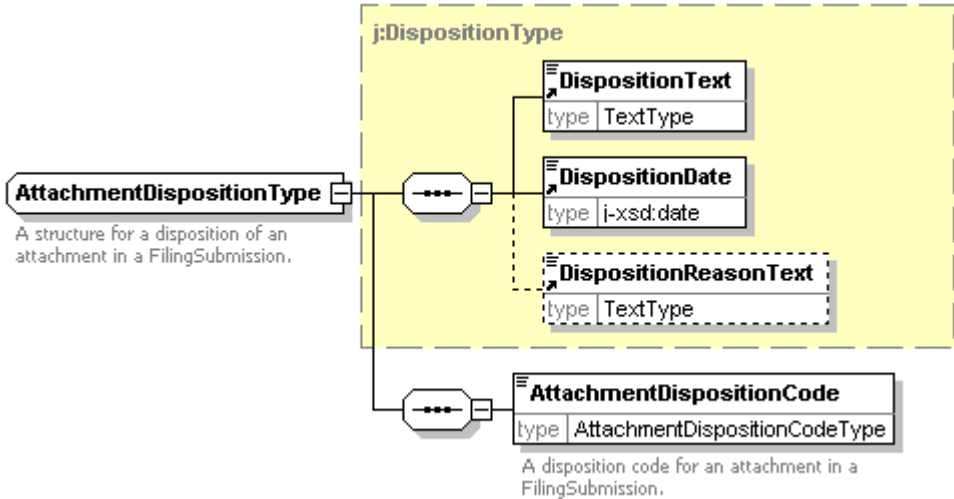 j:DispositionType
DispositionText
type TextType
AttachmentDispositionType
A structure for a disposition of an
attachment in a FilingSubmission.
DispositionDate
type j-xsd:date
DispositionReasonText
type TextType
AttachmentDispositionCode
type AttachmentDispositionCodeType
A disposition code for an attachment in a
FilingSubmission.